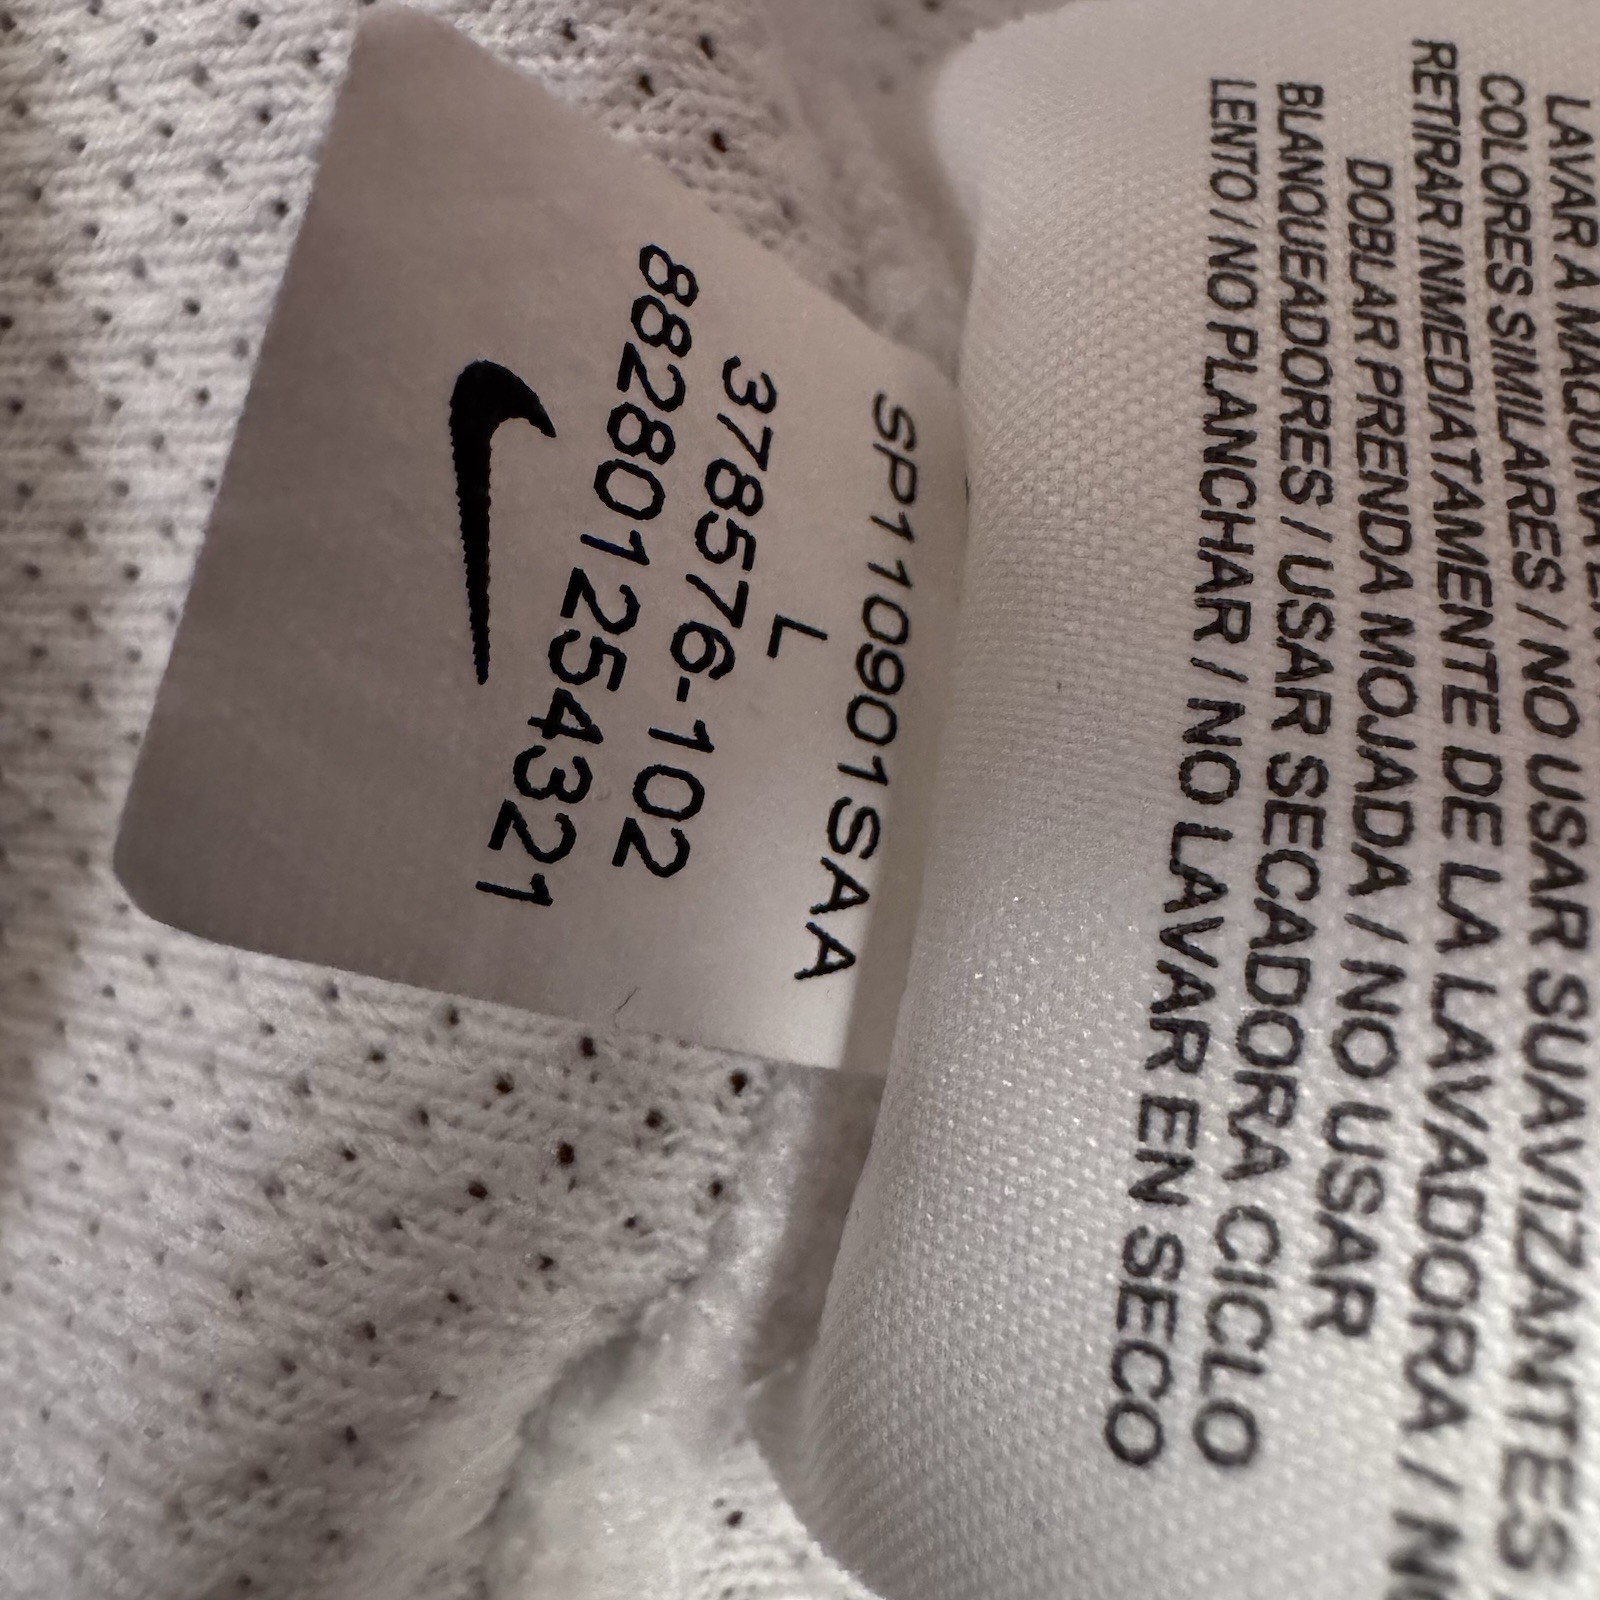 LAVAR A MAQUINA
COLORES SIMILARES / NO USAR SUAVIZANTES
RETIRAR INMEDIATAMENTE DE LA LAVADORA / NO
DOBLAR PRENDA MOJADA / NO USAR
BLANQUEADORES / USAR SECADORA CICLO
LENTO / NO PLANCHAR / NO LAVAR EN SECO
SP110901SAA
L
378576-102
882801254321